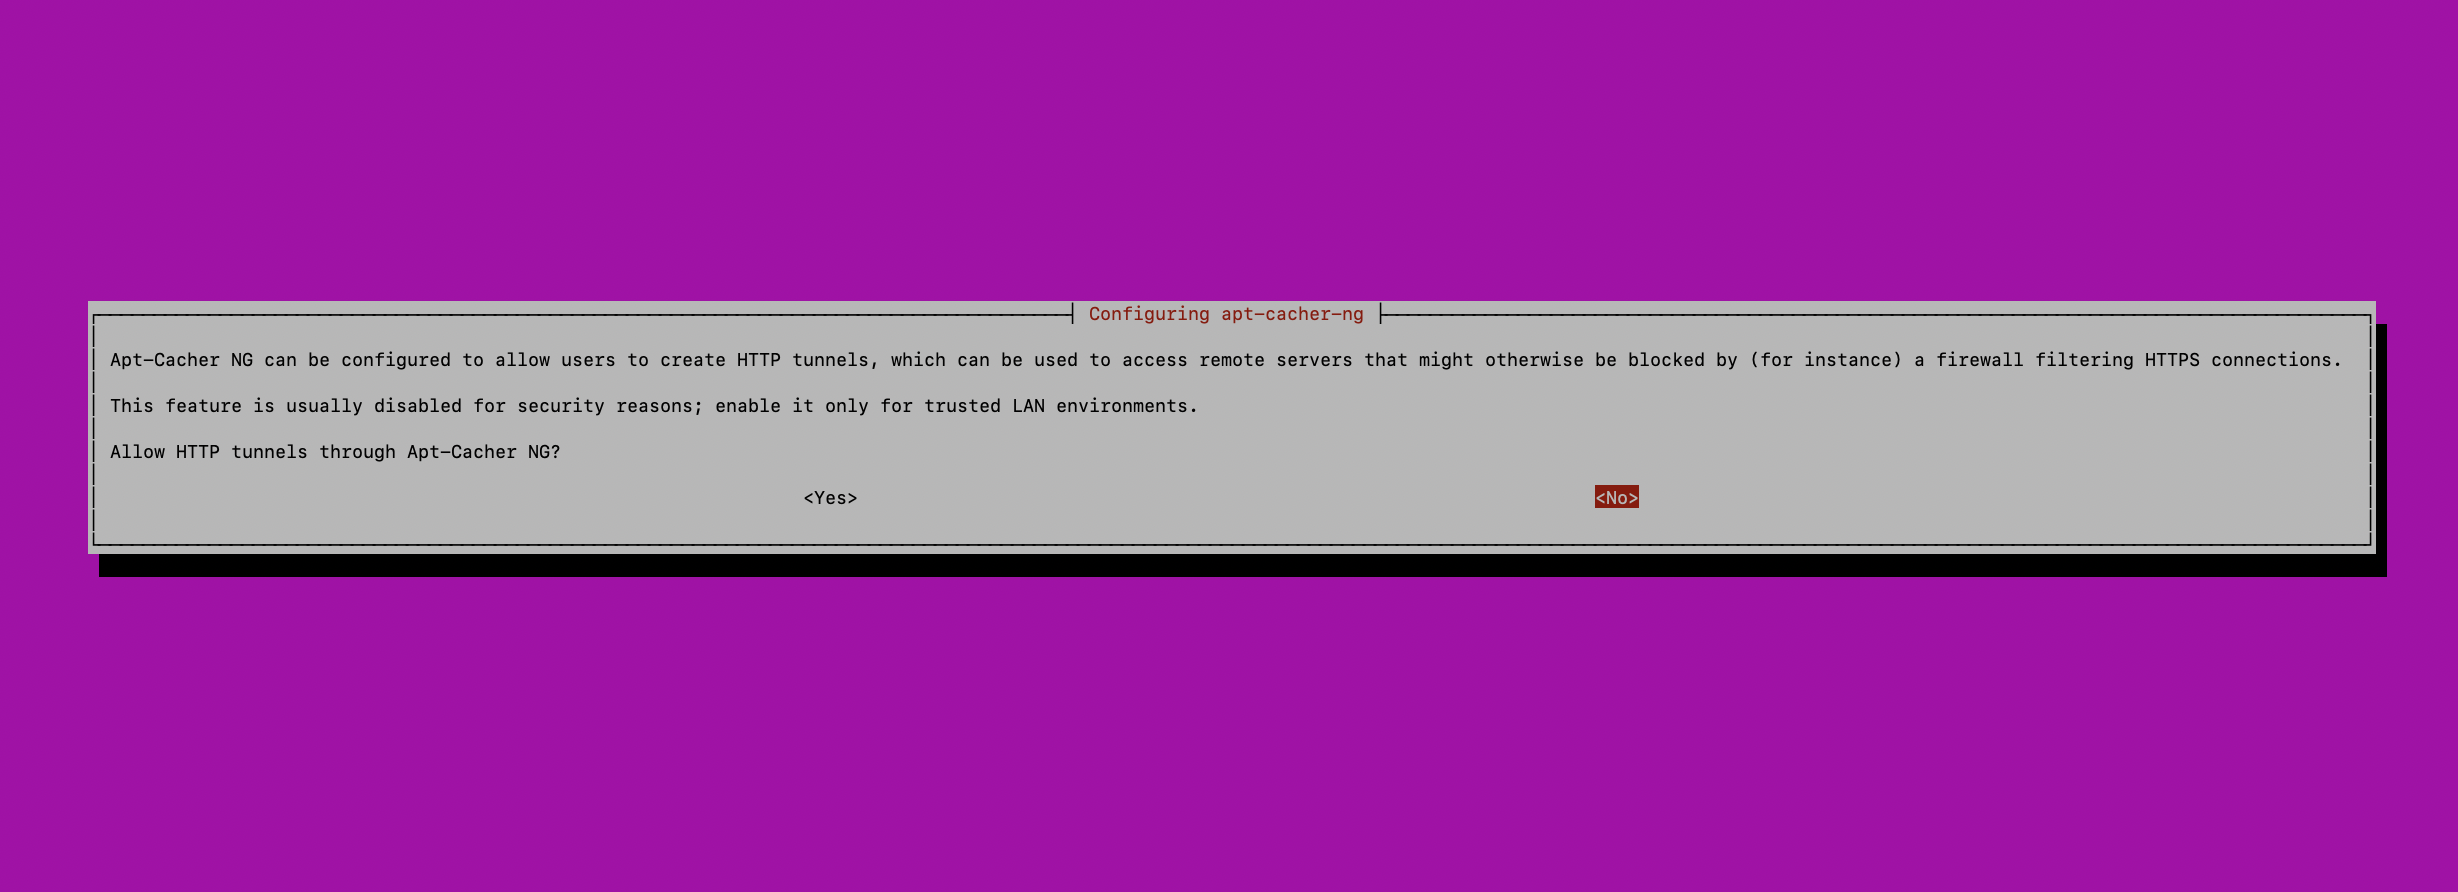 Configuring apt-cacher-ng
Apt-Cacher NG can be configured to allow users to create HTTP tunnels, which can be used to access remote servers that might otherwise be blocked by (for instance) a firewall filtering HTTPS connections.
This feature is usually disabled for security reasons; enable it only for trusted LAN environments.
Allow HTTP tunnels through Apt-Cacher NG?
<Yes> <No>